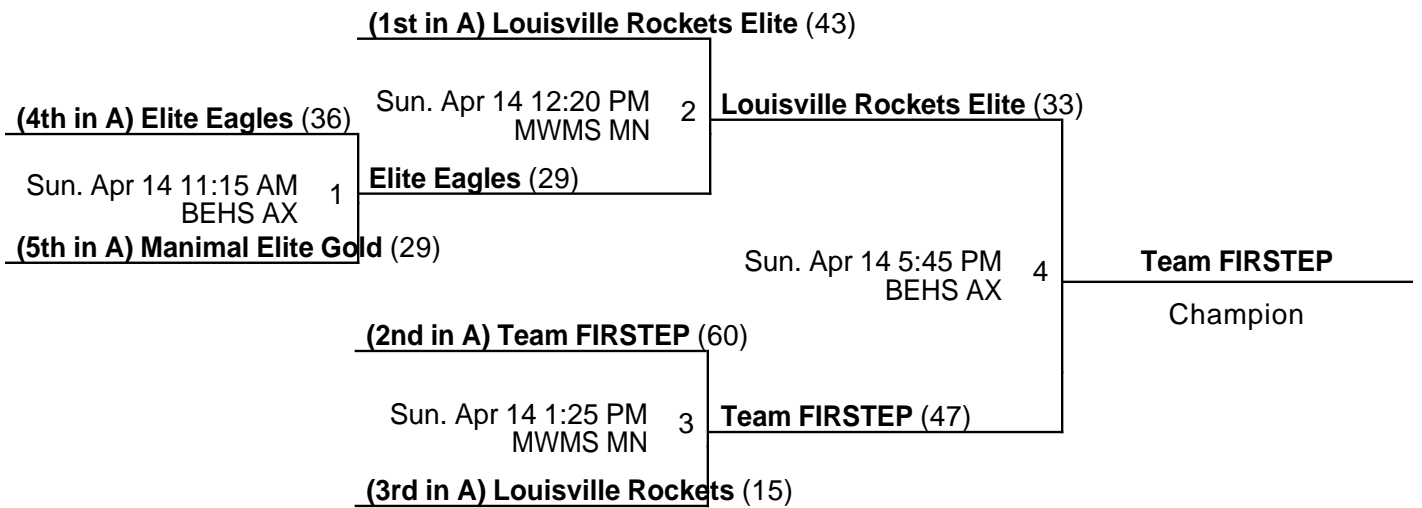 (1st in A) Louisville Rockets Elite (43)
Sun. Apr 14 12:20 PM
MWMS MN
2
Louisville Rockets Elite (33)
(4th in A) Elite Eagles (36)
Sun. Apr 14 11:15 AM
BEHS AX
1
Elite Eagles (29)
(5th in A) Manimal Elite Gold (29)
Sun. Apr 14 5:45 PM
BEHS AX
4
Team FIRSTEP
Champion
(2nd in A) Team FIRSTEP (60)
Sun. Apr 14 1:25 PM
MWMS MN
3
Team FIRSTEP (47)
(3rd in A) Louisville Rockets (15)